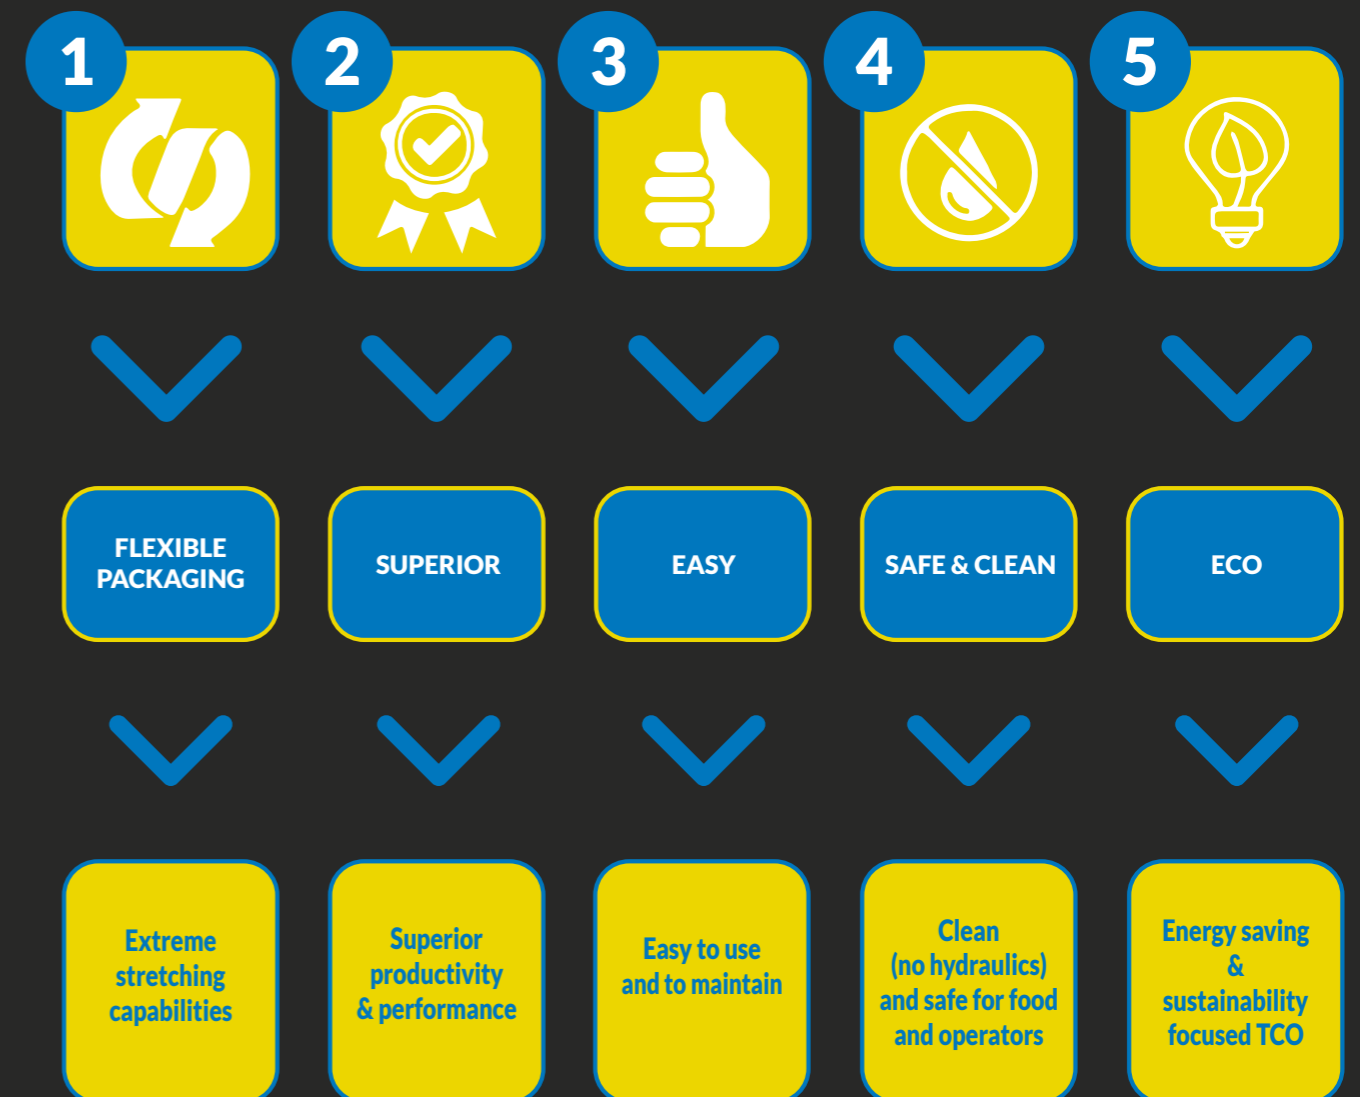 1
2
3
4
5
FLEXIBLE
PACKAGING
SUPERIOR
EASY
SAFE & CLEAN
ECO
Extreme
stretching
capabilities
Superior
productivity
& performance
Easy to use
and to maintain
Clean
(no hydraulics)
and safe for food
and operators
Energy saving
&
sustainability
focused TCO